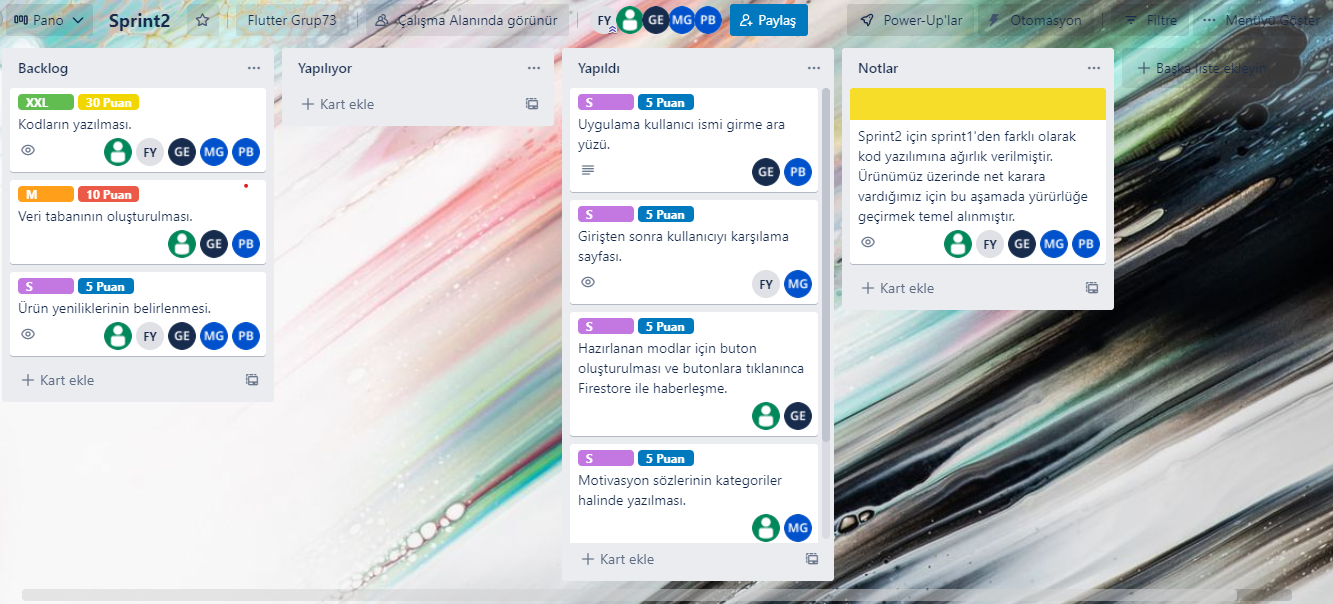 Pano
Sprint2
Flutter Grup73
Çalışma Alanında görünür
FY
GE
MG
PB
Paylaş
Power-Up'lar
Otomasyon
Filtre
Menüyü Göster
Backlog
XXL
30 Puan
Kodların yazılması.
FY GE MG PB
M
10 Puan
Veri tabanının oluşturulması.
GE PB
S
5 Puan
Ürün yeniliklerinin belirlenmesi.
FY GE MG PB
Kart ekle
Yapılıyor
Kart ekle
Yapıldı
S
5 Puan
Uygulama kullanıcı ismi girme ara
yüzü.
GE PB
S
5 Puan
Girişten sonra kullanıcıyı karşılama
sayfası.
FY MG
S
5 Puan
Hazırlanan modlar için buton
oluşturulması ve butonlara tıklanınca
Firestore ile haberleşme.
GE
S
5 Puan
Motivasyon sözlerinin kategoriler
halinde yazılması.
MG
Kart ekle
Notlar
Sprint2 için sprint1'den farklı olarak
kod yazılımına ağırlık verilmiştir.
Ürünümüz üzerinde net karara
vardığımız için bu aşamada yürürlüğe
geçirmek temel alınmıştır.
FY GE MG PB
Kart ekle
Başka liste ekleyin